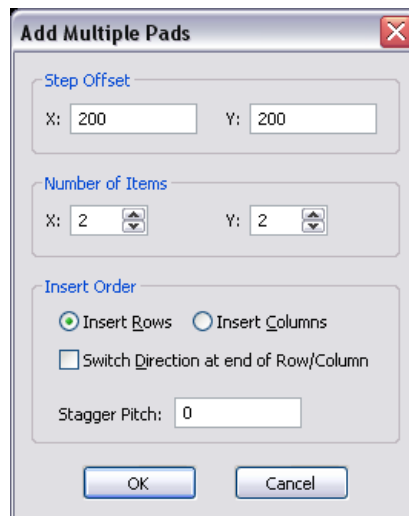 Add Multiple Pads
Step Offset
X: 200 Y: 200
Number of Items
X: 2 Y: 2
Insert Order
Insert Rows Insert Columns
Switch Direction at end of Row/Column
Stagger Pitch: 0
OK Cancel